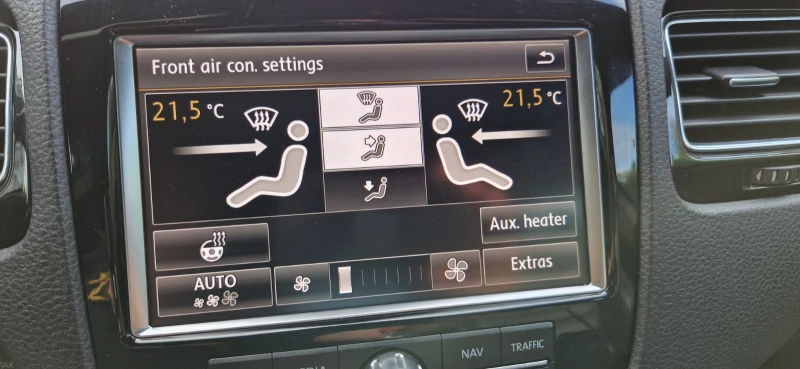 Front air con. settings
21,5 °C
21,5 °C
Aux. heater
AUTO
Extras
NAV
TRAFFIC